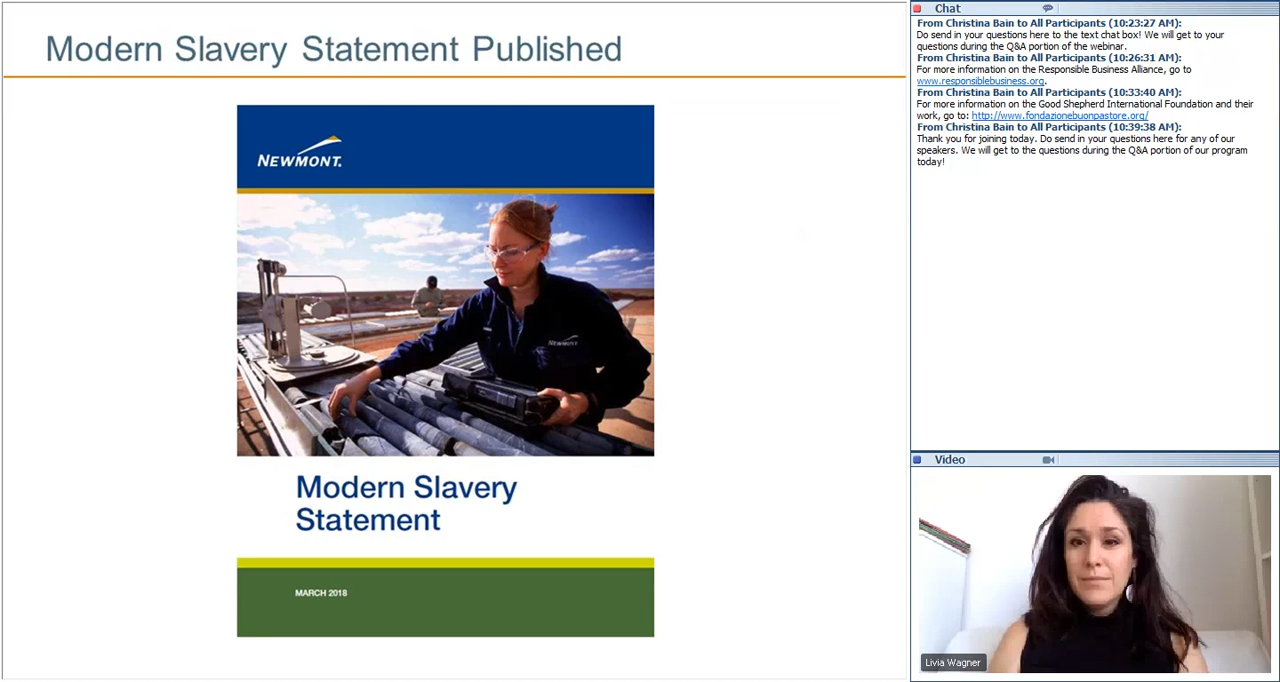 Modern Slavery Statement Published
NEWMONT.
NEWMONT
Modern Slavery
Statement
MARCH 2018
Chat
From Christina Bain to All Participants (10:23:27 AM):
Do send in your questions here to the text chat box! We will get to your
questions during the Q&A portion of the webinar.
From Christina Bain to All Participants (10:26:31 AM):
For more information on the Responsible Business Alliance, go to
www.responsiblebusiness.org.
From Christina Bain to All Participants (10:33:40 AM):
For more information on the Good Shepherd International Foundation and their
work, go to: http://www.fondazionebuonpastore.org/
From Christina Bain to All Participants (10:39:38 AM):
Thank you for joining today. Do send in your questions here for any of our
speakers. We will get to the questions during the Q&A portion of our program
today!
Video
Livia Wagner